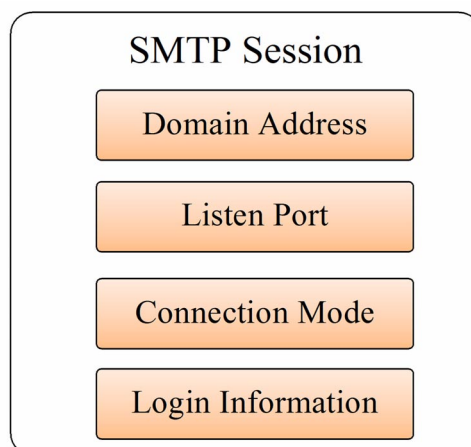 SMTP Session
Domain Address
Listen Port
Connection Mode
Login Information